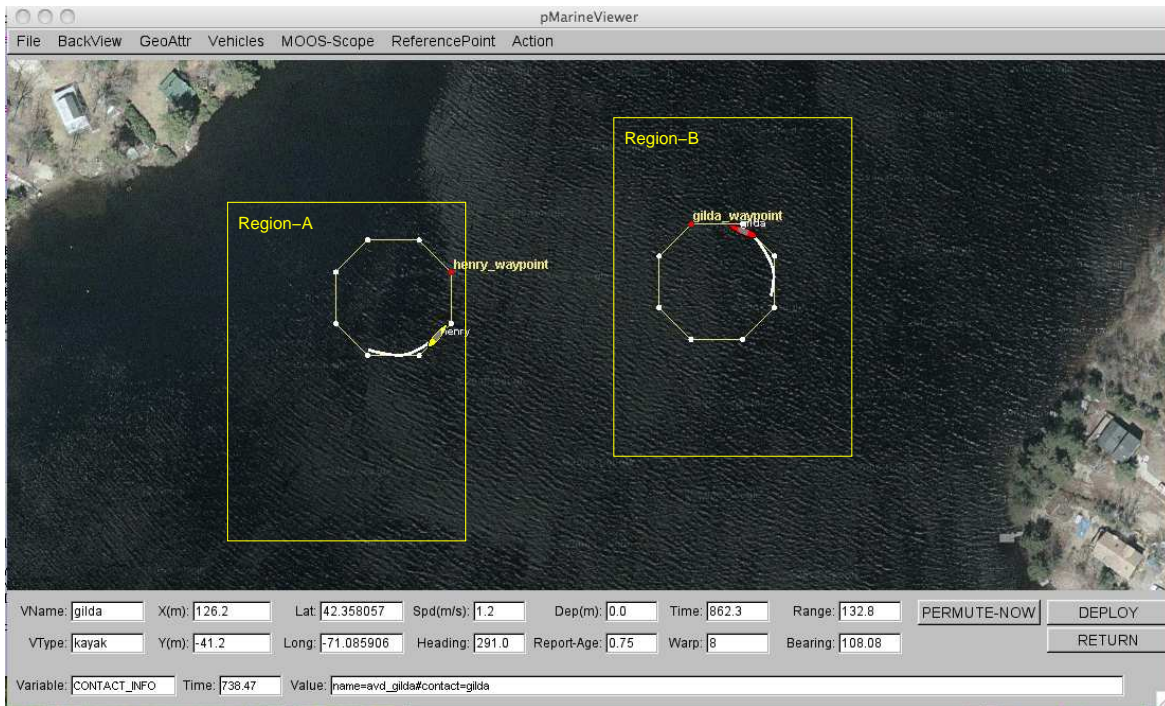 pMarineViewer
File BackView GeoAttr Vehicles MOOS-Scope ReferencePoint Action
Region-B
Region-A
gilda_waypoint
gilda
henry_waypoint
henry
VName: gilda X(m): 126.2 Lat: 42.358057 Spd(m/s): 1.2 Dep(m): 0.0 Time: 862.3 Range: 132.8 PERMUTE-NOW DEPLOY
VType: kayak Y(m): -41.2 Long: -71.085906 Heading: 291.0 Report-Age: 0.75 Warp: 8 Bearing: 108.08 RETURN
Variable: CONTACT_INFO Time: 738.47 Value: name=avd_gilda#contact=gilda